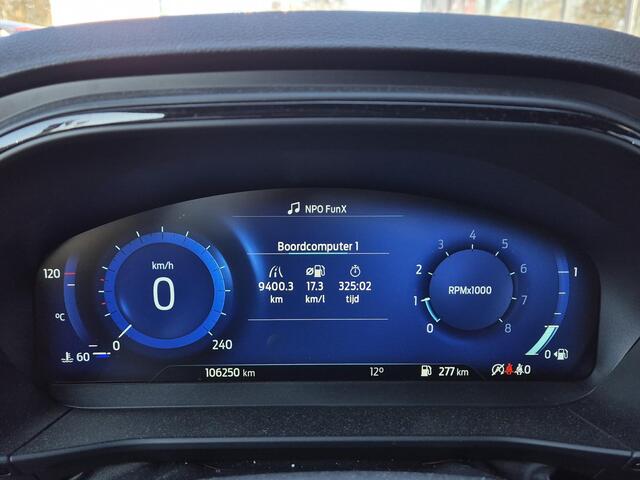 NPO FunX
Boordcomputer 1
9400.3 17.3 325:02
km km/l tijd
120
°C
60
km/h
0
0 240
0 1 2 3 4 5 6 7 8
RPMx1000
1
0
106250 km 12° 277 km 0